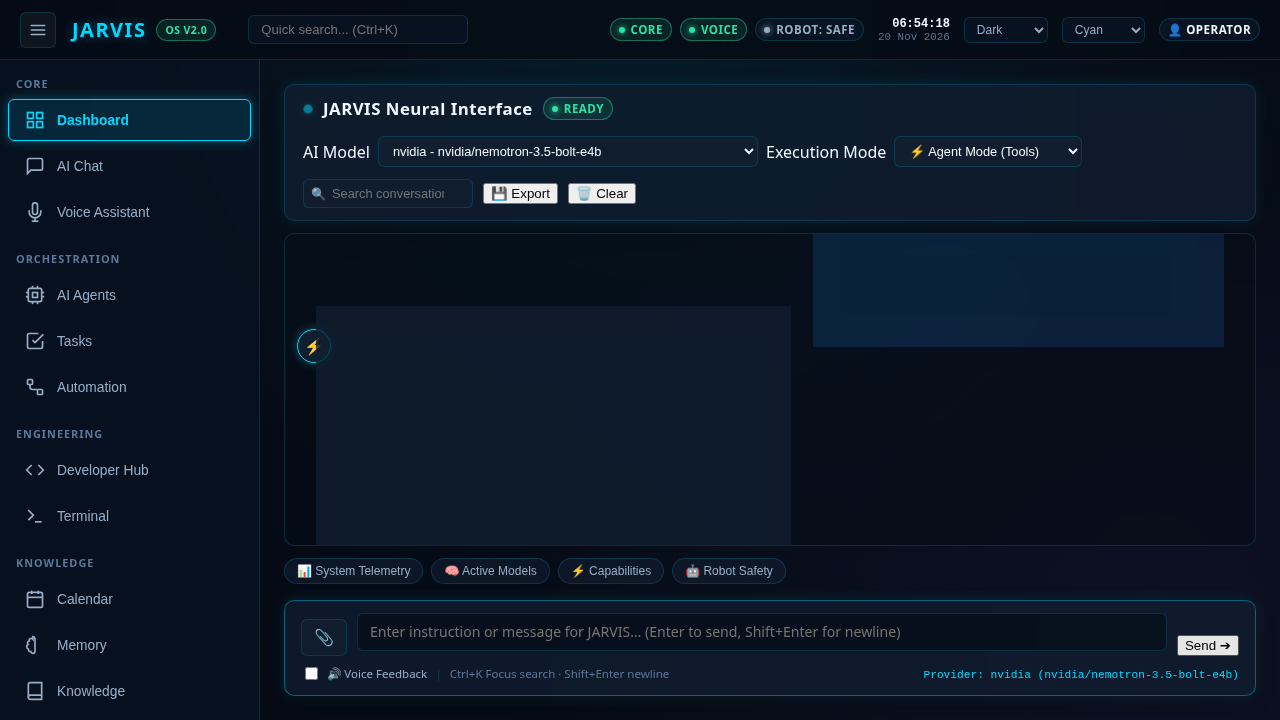 JARVIS
OS V2.0
Quick search... (Ctrl+K)
CORE
VOICE
ROBOT: SAFE
06:54:18
20 Nov 2026
Dark
Cyan
👤 OPERATOR
CORE
Dashboard
AI Chat
Voice Assistant
ORCHESTRATION
AI Agents
Tasks
Automation
ENGINEERING
Developer Hub
Terminal
KNOWLEDGE
Calendar
Memory
Knowledge
JARVIS Neural Interface
READY
AI Model
nvidia - nvidia/nemotron-3.5-bolt-e4b
Execution Mode
⚡ Agent Mode (Tools)
🔍 Search conversation
💾 Export
🗑️ Clear
⚡
📊 System Telemetry
🧠 Active Models
⚡ Capabilities
🤖 Robot Safety
📎
Enter instruction or message for JARVIS... (Enter to send, Shift+Enter for newline)
Send ➔
🔊 Voice Feedback
Ctrl+K Focus search · Shift+Enter newline
Provider: nvidia (nvidia/nemotron-3.5-bolt-e4b)